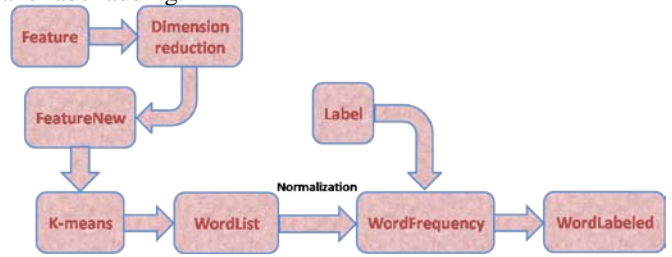 Feature
Dimension
reduction
FeatureNew
Label
Normalization
K-means
WordList
WordFrequency
WordLabeled